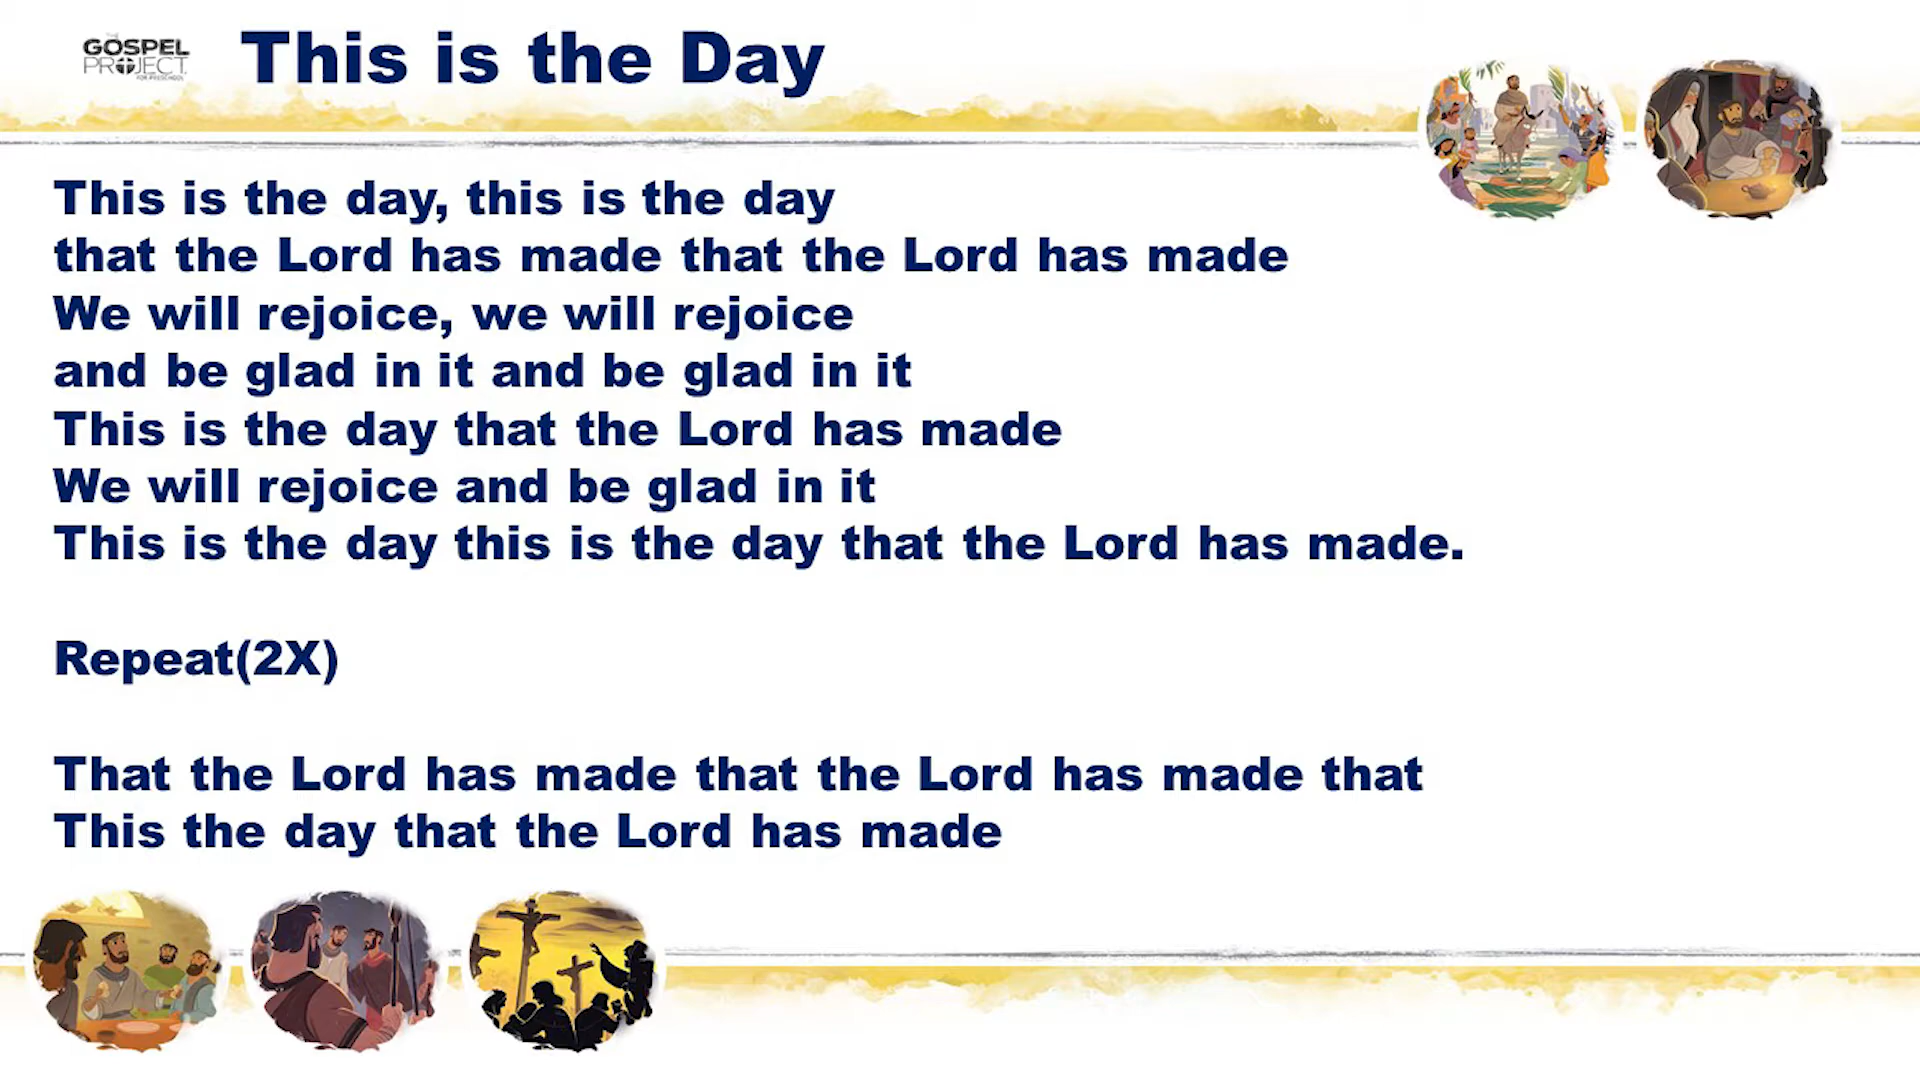 THE
GOSPEL
PROJECT
FOR PRESCHOOL
This is the Day
This is the day, this is the day
that the Lord has made that the Lord has made
We will rejoice, we will rejoice
and be glad in it and be glad in it
This is the day that the Lord has made
We will rejoice and be glad in it
This is the day this is the day that the Lord has made.
Repeat(2X)
That the Lord has made that the Lord has made that
This the day that the Lord has made